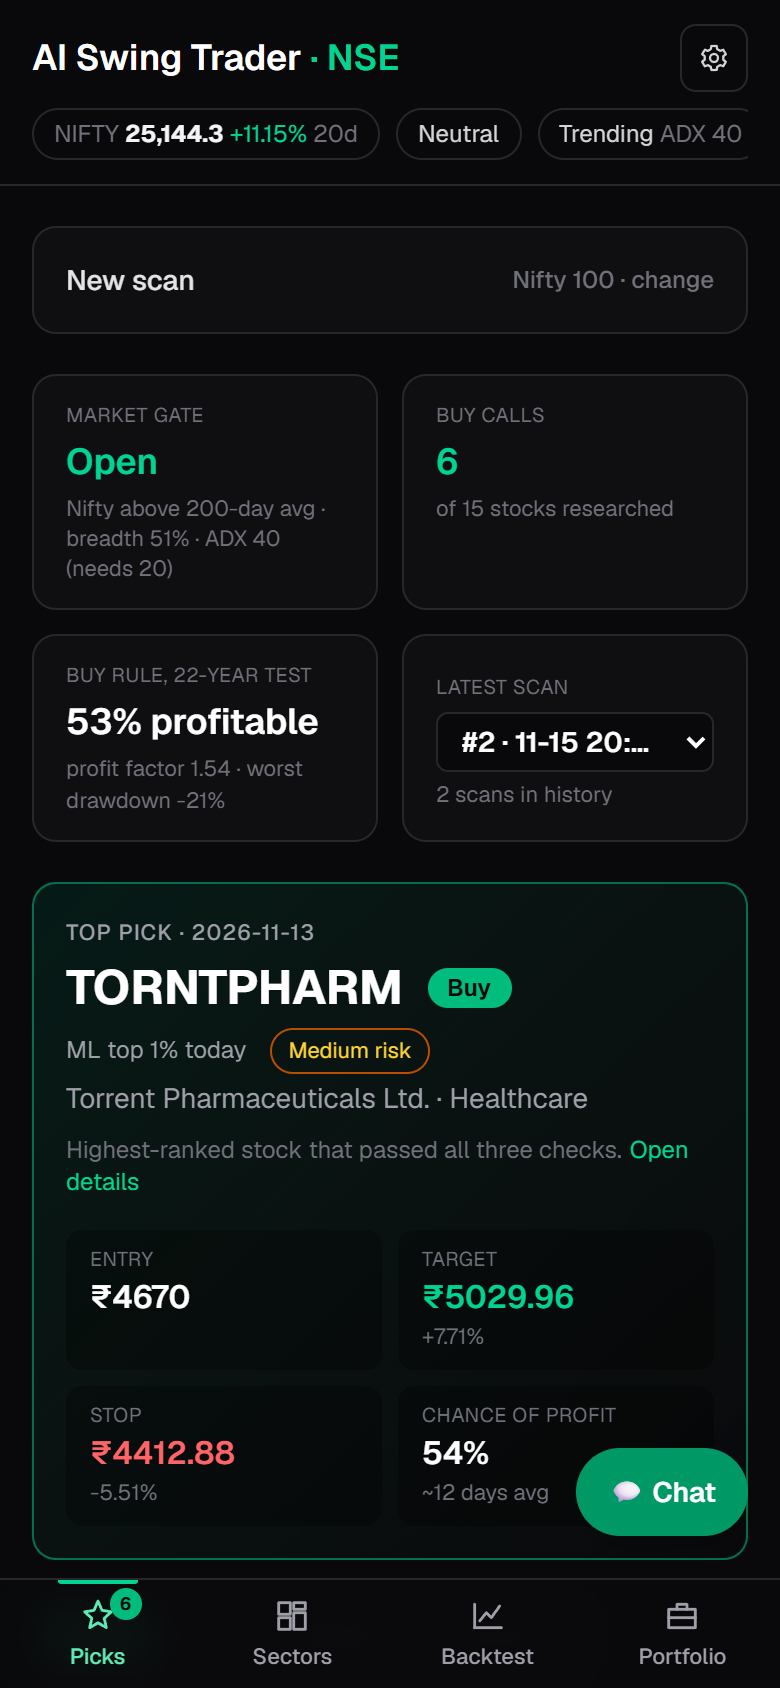 AI Swing Trader · NSE
NIFTY 25,144.3 +11.15% 20d
Neutral
Trending ADX 40
New scan
Nifty 100 · change
MARKET GATE
Open
Nifty above 200-day avg ·
breadth 51% · ADX 40
(needs 20)
BUY CALLS
6
of 15 stocks researched
BUY RULE, 22-YEAR TEST
53% profitable
profit factor 1.54 · worst
drawdown -21%
LATEST SCAN
#2 · 11-15 20:...
2 scans in history
TOP PICK · 2026-11-13
TORNTPHARM
Buy
ML top 1% today
Medium risk
Torrent Pharmaceuticals Ltd. · Healthcare
Highest-ranked stock that passed all three checks. Open
details
ENTRY
₹4670
TARGET
₹5029.96
+7.71%
STOP
₹4412.88
-5.51%
CHANCE OF PROFIT
54%
~12 days avg
Chat
6
Picks
Sectors
Backtest
Portfolio